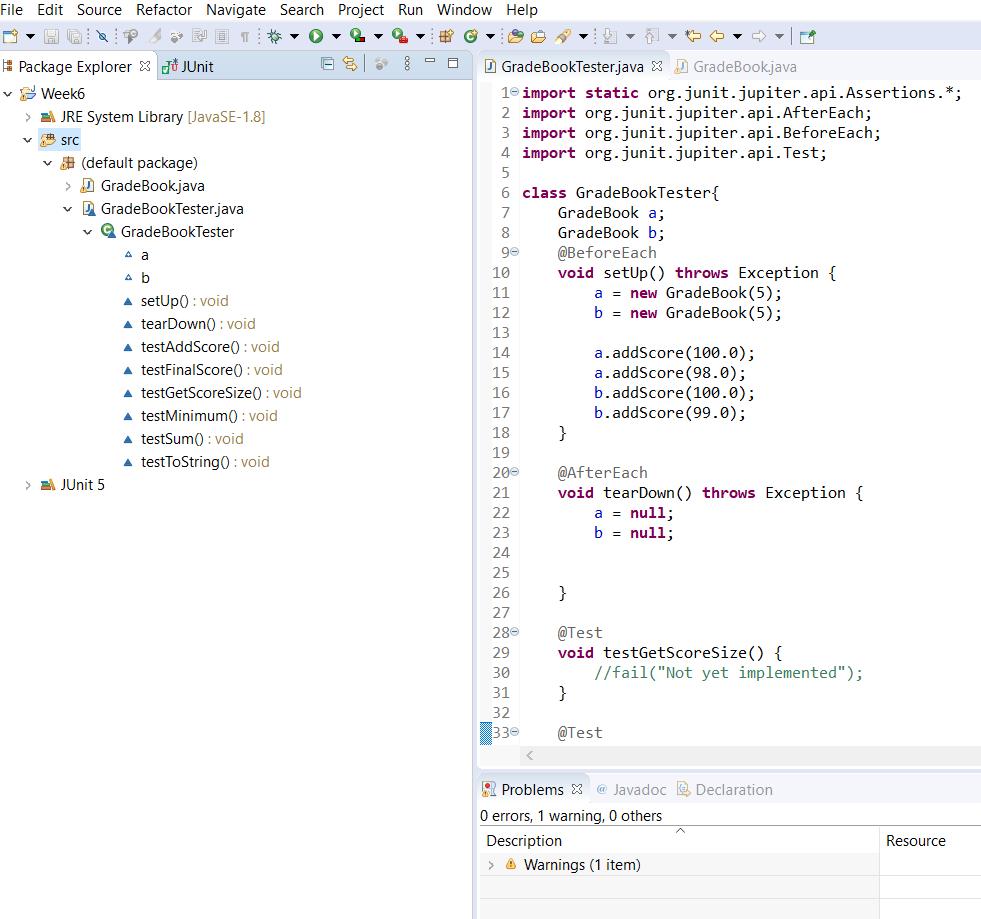 File Edit Source Refactor Navigate Search Project Run Window Help
Package Explorer JUnit
Week6
JRE System Library [JavaSE-1.8]
src
(default package)
GradeBook.java
GradeBookTester.java
GradeBookTester
a
b
setUp() : void
tearDown() : void
testAddScore() : void
testFinalScore() : void
testGetScoreSize() : void
testMinimum() : void
testSum() : void
testToString() : void
JUnit 5
GradeBookTester.java GradeBook.java
1 import static org.junit.jupiter.api.Assertions.*;
2 import org.junit.jupiter.api.AfterEach;
3 import org.junit.jupiter.api.BeforeEach;
4 import org.junit.jupiter.api.Test;
5
6 class GradeBookTester{
7 GradeBook a;
8 GradeBook b;
9 @BeforeEach
10 void setUp() throws Exception {
11 a = new GradeBook(5);
12 b = new GradeBook(5);
13
14 a.addScore(100.0);
15 a.addScore(98.0);
16 b.addScore(100.0);
17 b.addScore(99.0);
18 }
19
20 @AfterEach
21 void tearDown() throws Exception {
22 a = null;
23 b = null;
24
25
26 }
27
28 @Test
29 void testGetScoreSize() {
30 //fail("Not yet implemented");
31 }
32
33 @Test
Problems @ Javadoc Declaration
0 errors, 1 warning, 0 others
Description Resource
Warnings (1 item)